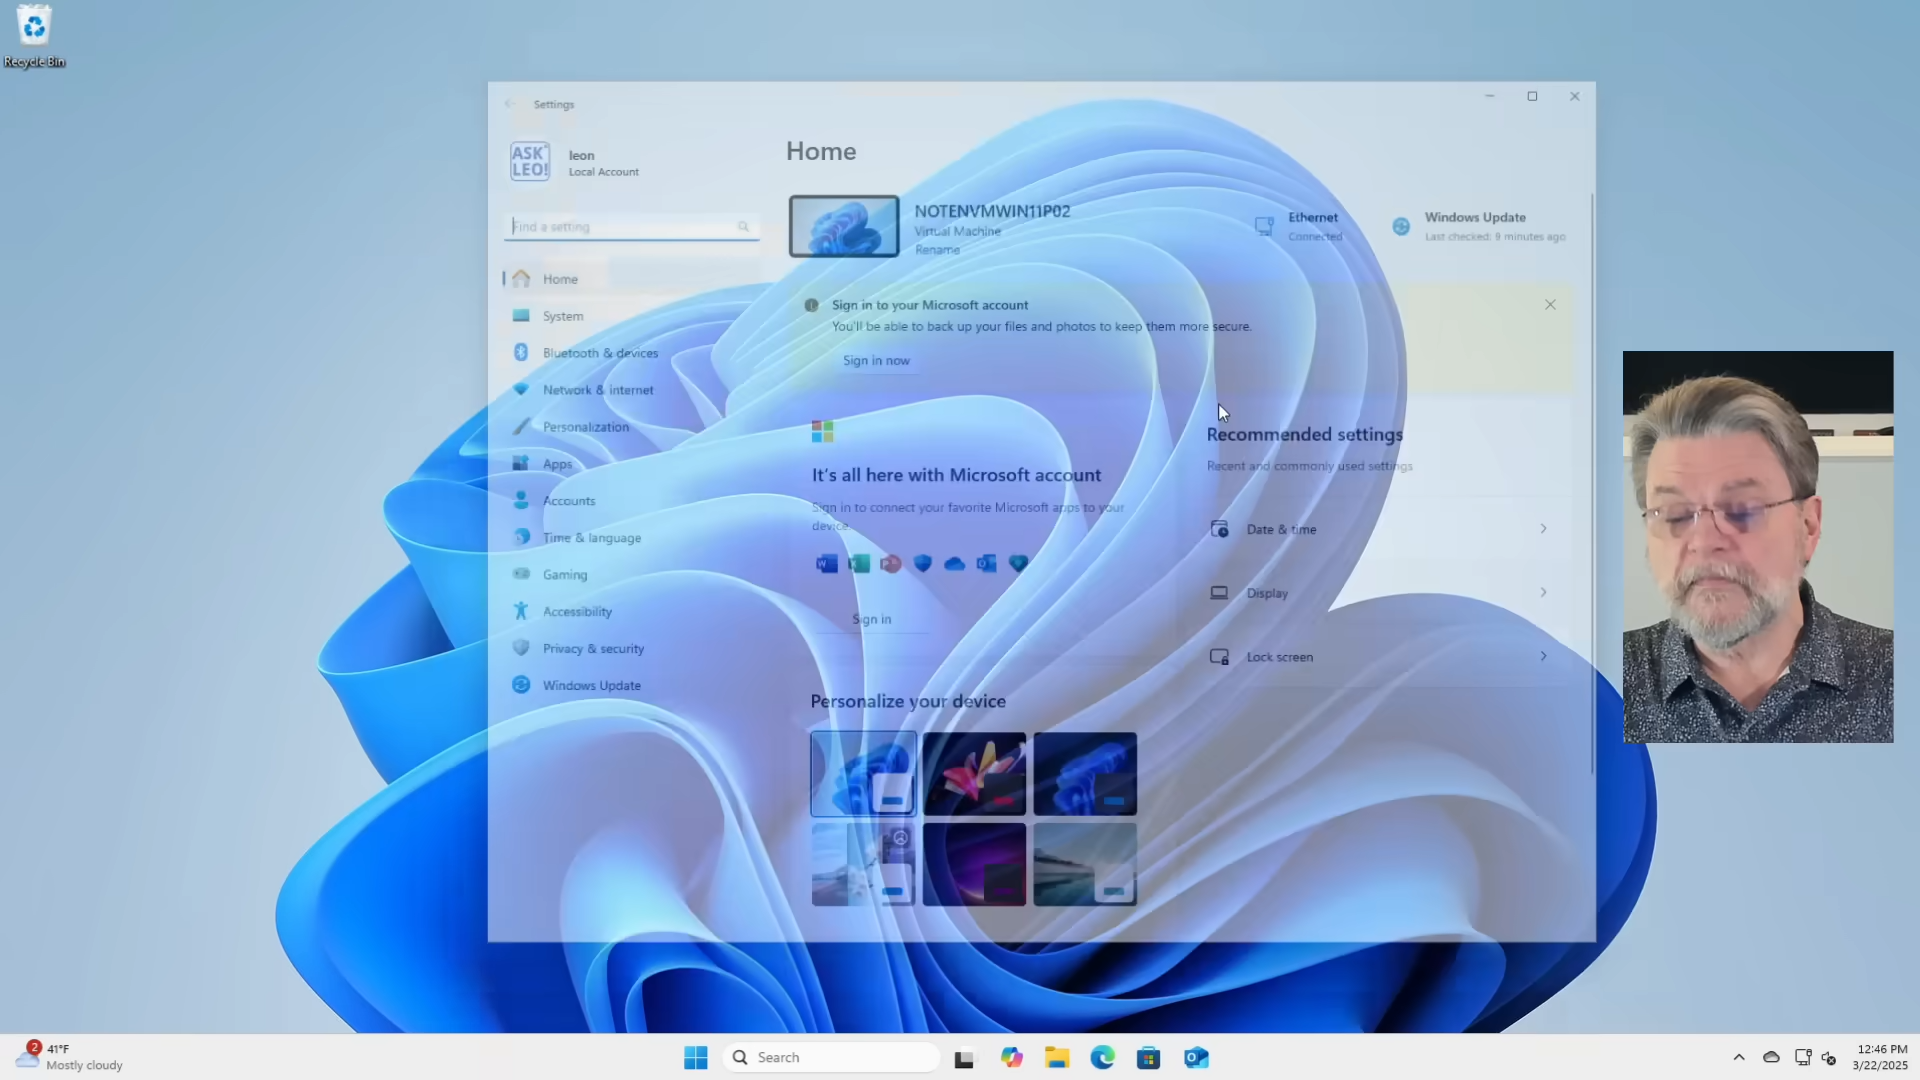 Recycle Bin
Settings
ASK
LEO!
leon
Local Account
Find a setting
Home
System
Bluetooth & devices
Network & internet
Personalization
Apps
Accounts
Time & language
Gaming
Accessibility
Privacy & security
Windows Update
Home
NOTENVMWIN11P02
Virtual Machine
Rename
Ethernet
Connected
Windows Update
Last checked: 9 minutes ago
Sign in to your Microsoft account
You'll be able to back up your files and photos to keep them more secure.
Sign in now
It's all here with Microsoft account
Sign in to connect your favorite Microsoft apps to your
device
Sign in
Recommended settings
Recent and commonly used settings
Date & time
Display
Lock screen
Personalize your device
2
41°F
Mostly cloudy
Search
12:46 PM
3/22/2025